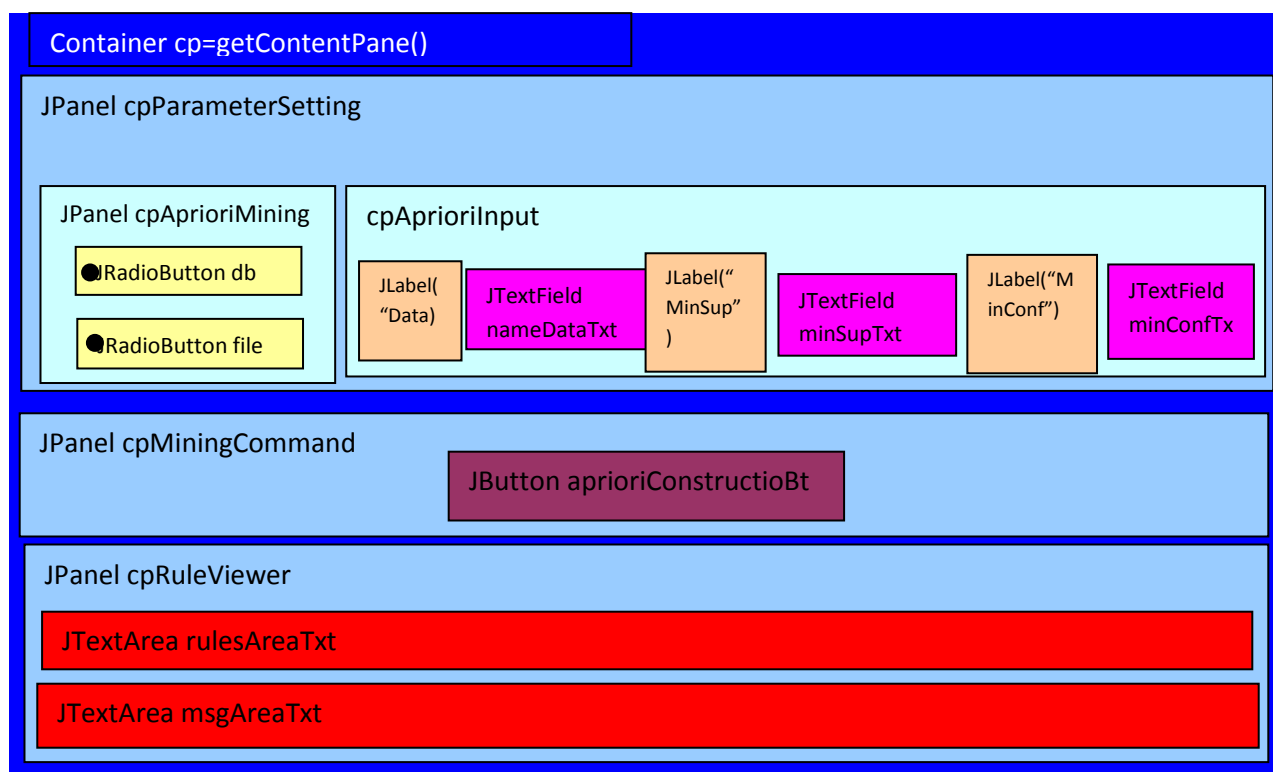 Container cp=getContentPane()
JPanel cpParameterSetting
JPanel cpAprioriMining
JRadioButton db
JRadioButton file
cpAprioriInput
JLabel(
“Data)
JTextField
nameDataTxt
JLabel(“
MinSup”
)
JTextField
minSupTxt
JLabel(“M
inConf”)
JTextField
minConfTx
JPanel cpMiningCommand
JButton aprioriConstructioBt
JPanel cpRuleViewer
JTextArea rulesAreaTxt
JTextArea msgAreaTxt